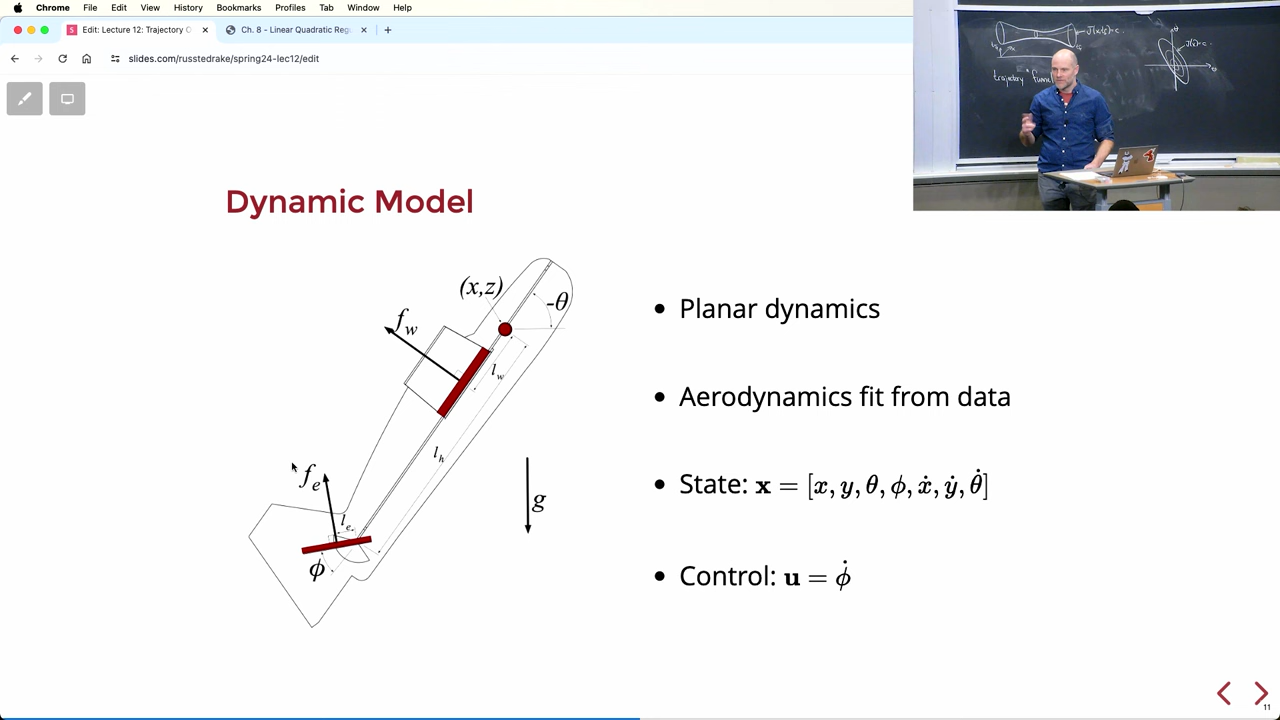 Chrome File Edit View History Bookmarks Profiles Tab Window Help
Edit: Lecture 12: Trajectory O
Ch. 8 - Linear Quadratic Reg
slides.com/russtedrake/spring24-lec12/edit
trajectory
Dynamic Model
(x,z)
-θ
f_w
l_w
l_h
f_e
l_e
ϕ
g
• Planar dynamics
• Aerodynamics fit from data
• State: x = [x, y, θ, ϕ, ẋ, ẏ, θ̇]
• Control: u = ϕ̇
11